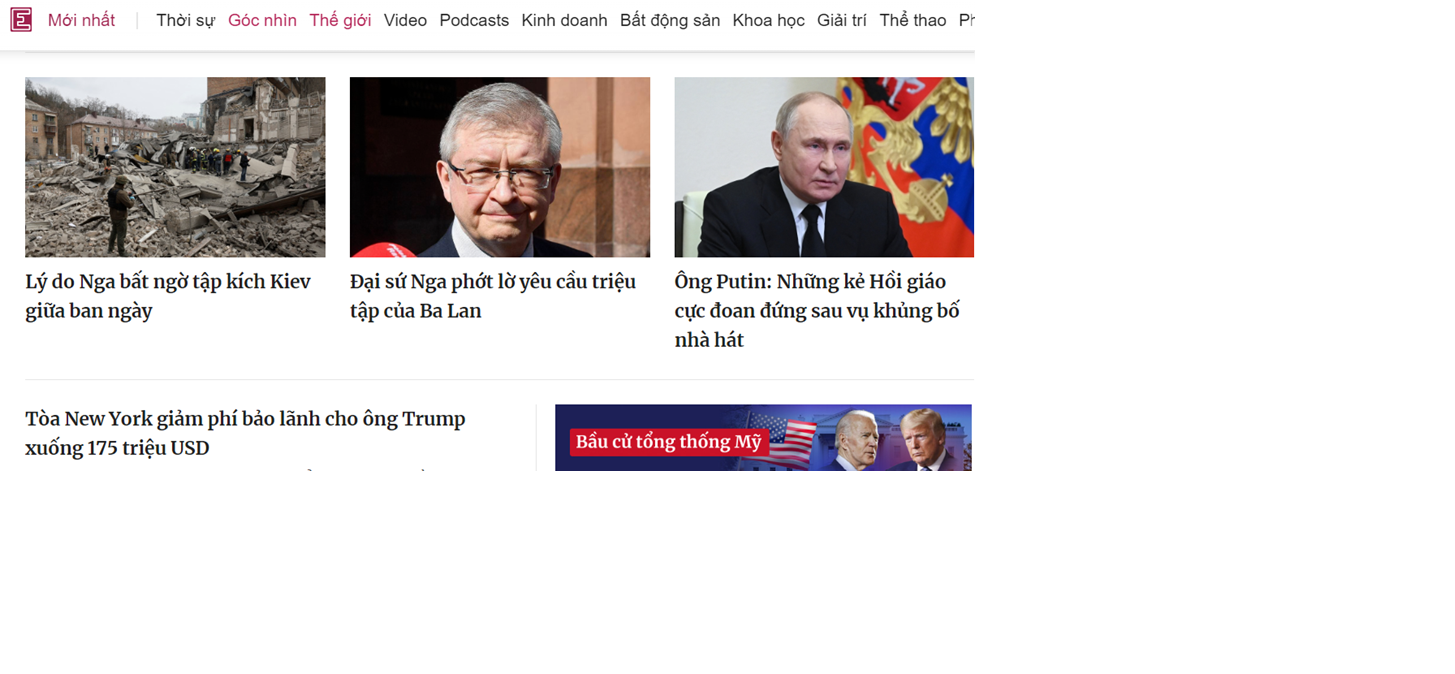 E Mới nhất Thời sự Góc nhìn Thế giới Video Podcasts Kinh doanh Bất động sản Khoa học Giải trí Thể thao
Lý do Nga bất ngờ tập kích Kiev
giữa ban ngày
Đại sứ Nga phớt lờ yêu cầu triệu
tập của Ba Lan
Ông Putin: Những kẻ Hồi giáo
cực đoan đứng sau vụ khủng bố
nhà hát
Tòa New York giảm phí bảo lãnh cho ông Trump
xuống 175 triệu USD
Bầu cử tổng thống Mỹ